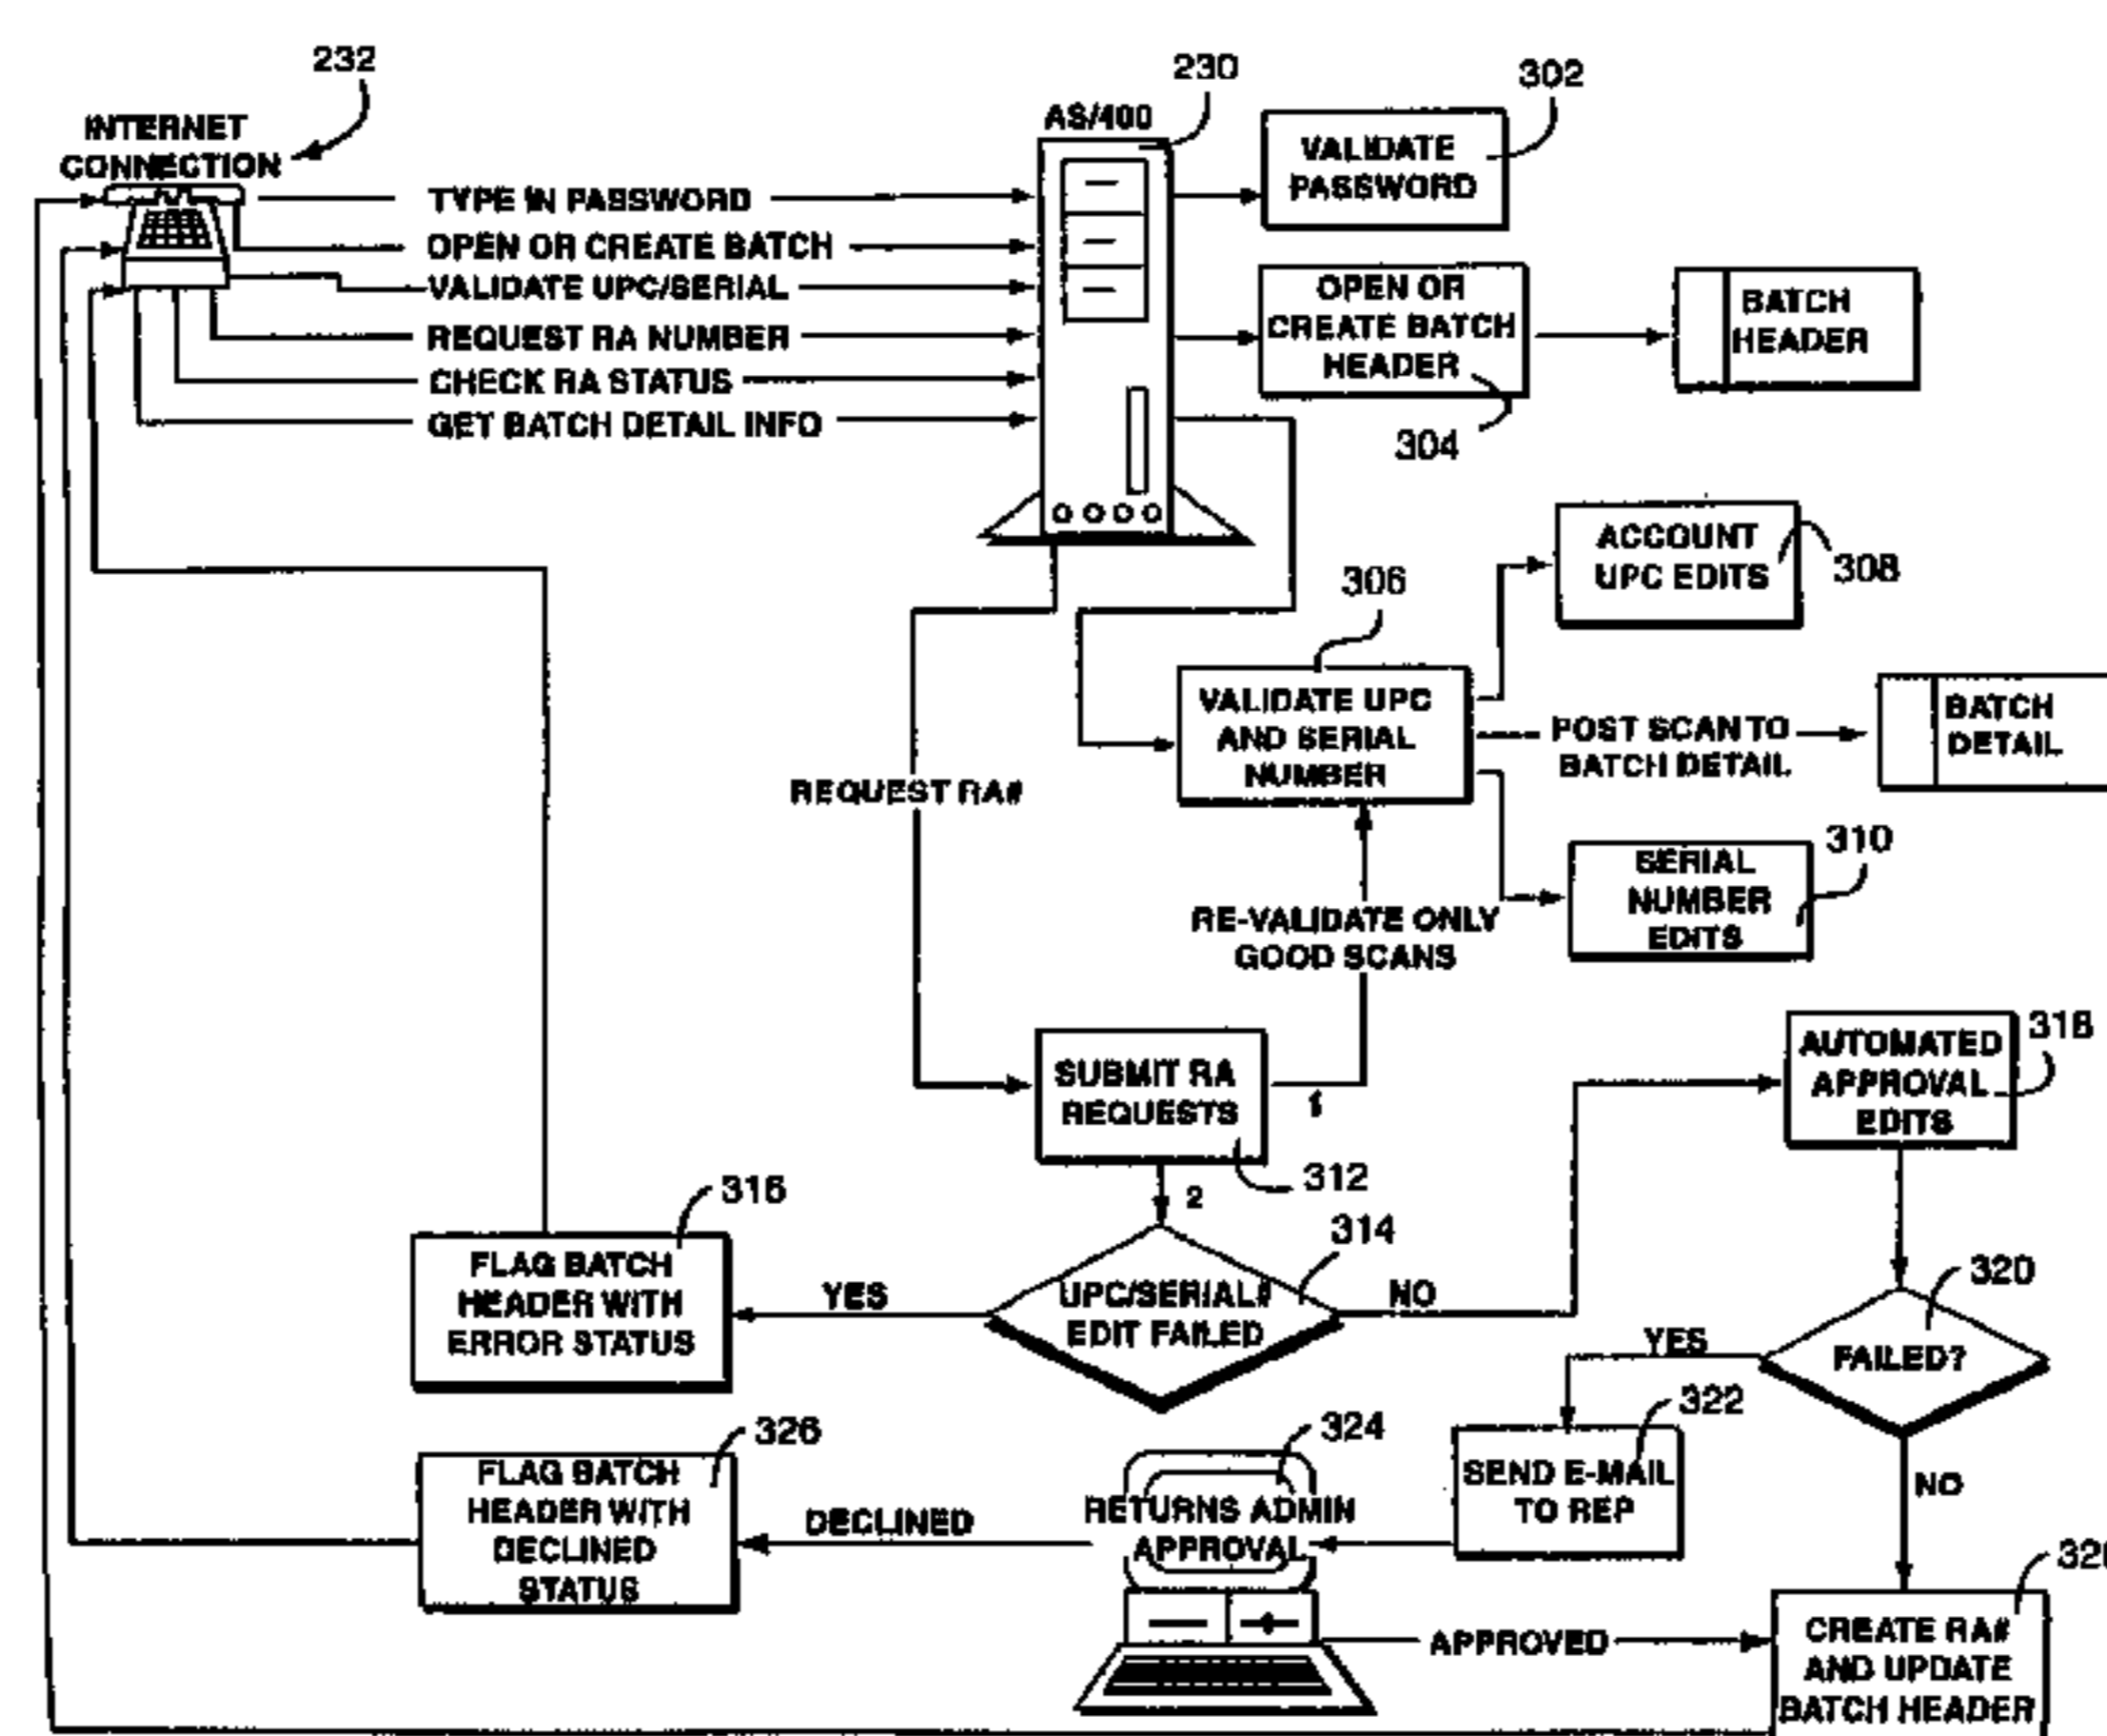 232
INTERNET
CONNECTION
230
AS/400
302
VALIDATE
PASSWORD
TYPE IN PASSWORD
OPEN OR CREATE BATCH
VALIDATE UPC/SERIAL
REQUEST RA NUMBER
CHECK RA STATUS
GET BATCH DETAIL INFO
OPEN OR
CREATE BATCH
HEADER
304
BATCH
HEADER
ACCOUNT
UPC EDITS
308
306
VALIDATE UPC
AND SERIAL
NUMBER
POST SCAN TO
BATCH DETAIL
BATCH
DETAIL
REQUEST RA#
310
SERIAL
NUMBER
EDITS
RE-VALIDATE ONLY
GOOD SCANS
SUBMIT RA
REQUESTS
1
312
2
318
AUTOMATED
APPROVAL
EDITS
316
FLAG BATCH
HEADER WITH
ERROR STATUS
YES
314
UPC/SERIAL#
EDIT FAILED
NO
320
FAILED?
YES
NO
322
SEND E-MAIL
TO REP
324
RETURNS ADMIN
APPROVAL
DECLINED
326
FLAG BATCH
HEADER WITH
DECLINED
STATUS
APPROVED
CREATE RA#
AND UPDATE
BATCH HEADER